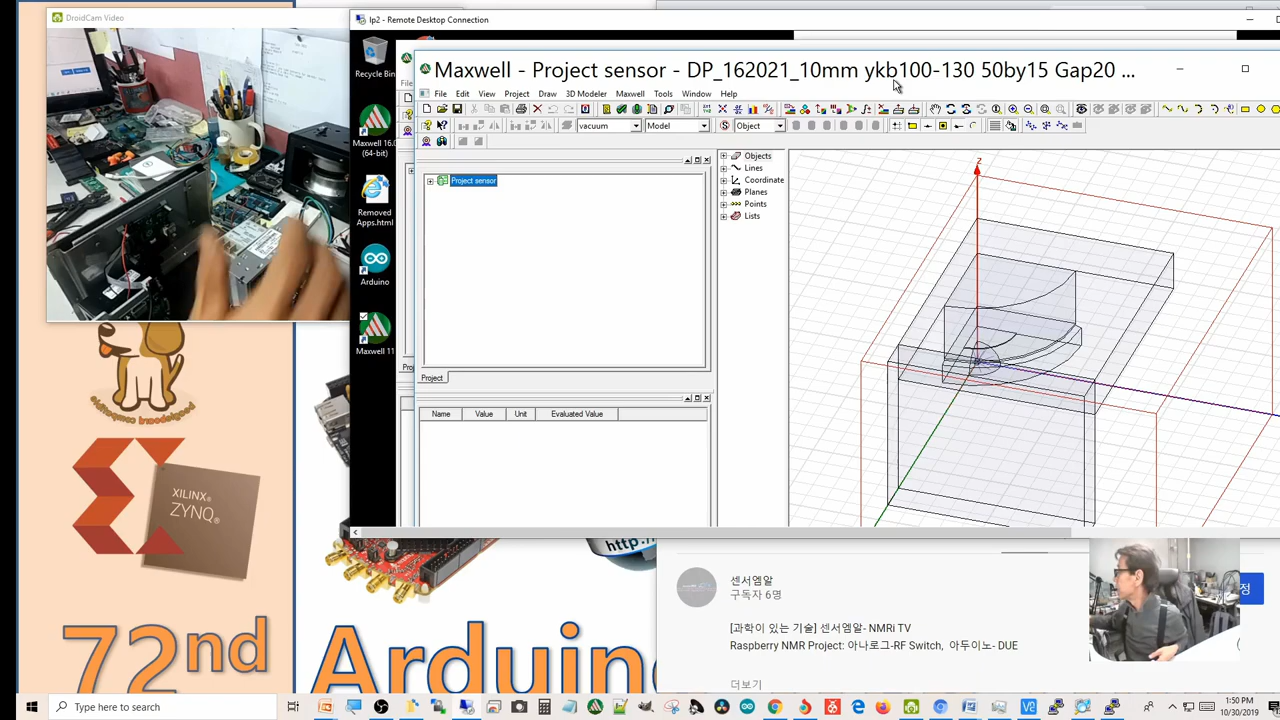 DroidCam Video
lp2 - Remote Desktop Connection
Recycle Bin
Maxwell 16.0
(64-bit)
Removed
Apps.html
Arduino
Maxwell 11
Maxwell - Project sensor - DP_162021_10mm ykb100-130 50by15 Gap20 ...
File Edit View Project Draw 3D Modeler Maxwell Tools Window Help
vacuum Model Object
Project sensor
Objects
Lines
Coordinate
Planes
Points
Lists
Project
Name Value Unit Evaluated Value
z
XILINX®
ZYNQ®
http:/
72nd
Arduin
센서엠알
구독자 6명
정
[과학이 있는 기술] 센서엠알- NMRi TV
Raspberry NMR Project: 아나로그-RF Switch, 아두이노- DUE
더보기
Type here to search
1:50 PM
10/30/2019